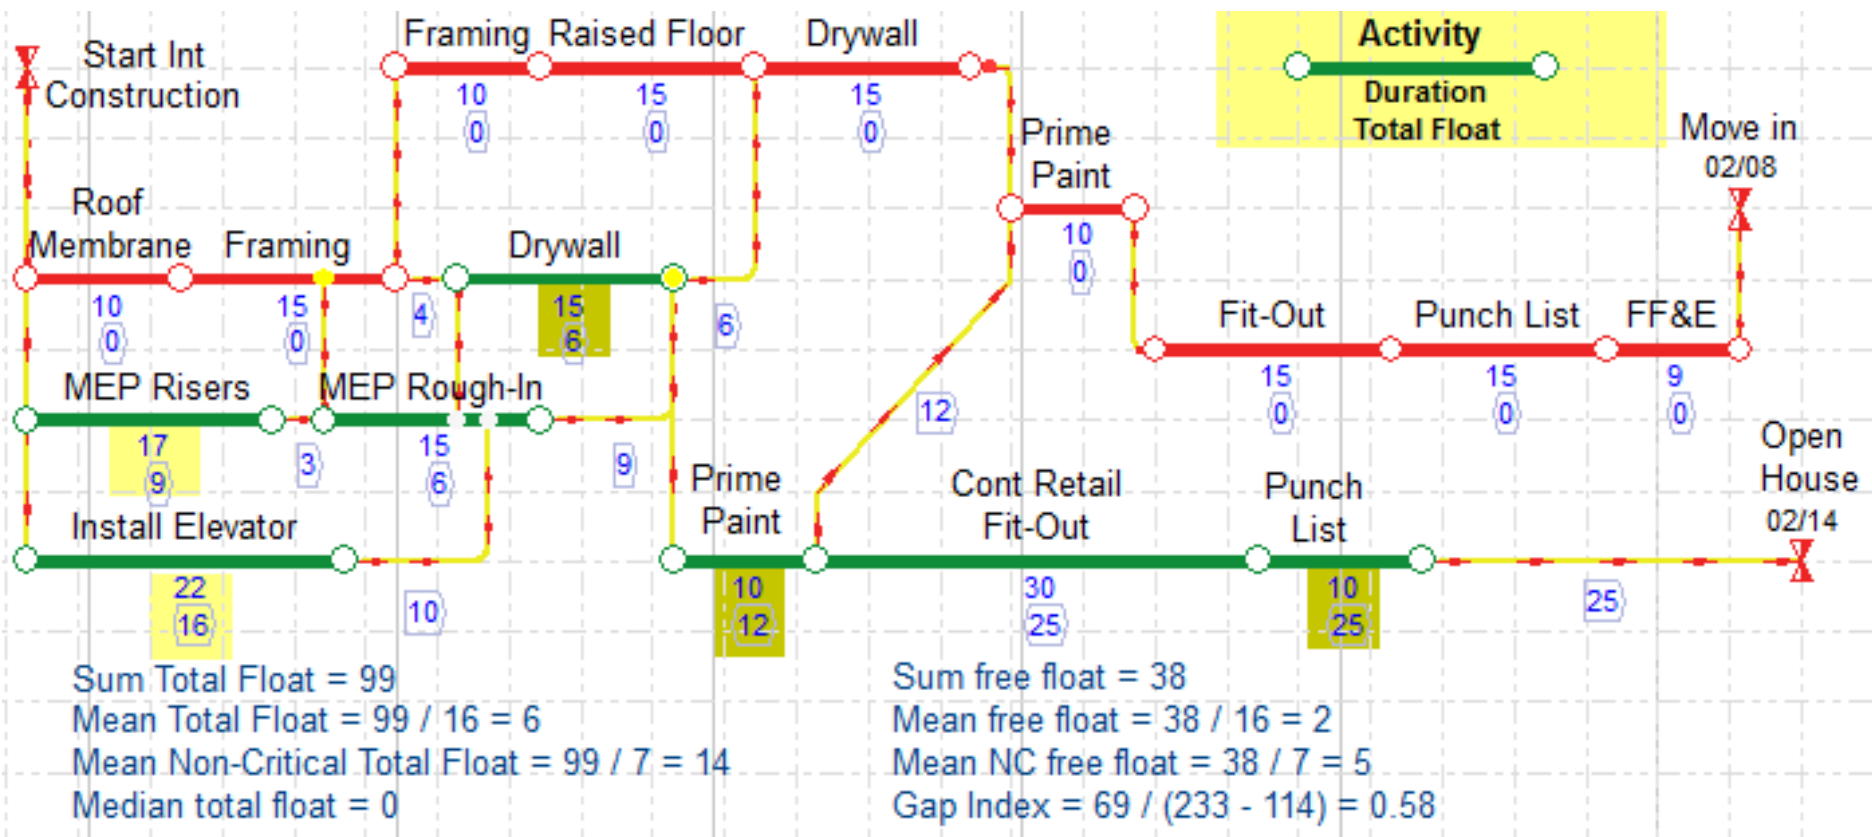 Start Int
Construction
Framing Raised Floor Drywall
10 15 15
0 0 0
Activity
Duration
Total Float
Prime
Paint
10
0
Move in
02/08
Roof
Membrane Framing Drywall
10 15 4 15 6
0 0 6
MEP Risers MEP Rough-In
17 3 15 9
9 6
12
Fit-Out Punch List FF&E
15 15 9
0 0 0
Open
House
02/14
Install Elevator
22 10
16
Prime
Paint
10
12
Cont Retail
Fit-Out
30
25
Punch
List
10
25
25
Sum Total Float = 99
Mean Total Float = 99 / 16 = 6
Mean Non-Critical Total Float = 99 / 7 = 14
Median total float = 0
Sum free float = 38
Mean free float = 38 / 16 = 2
Mean NC free float = 38 / 7 = 5
Gap Index = 69 / (233 - 114) = 0.58